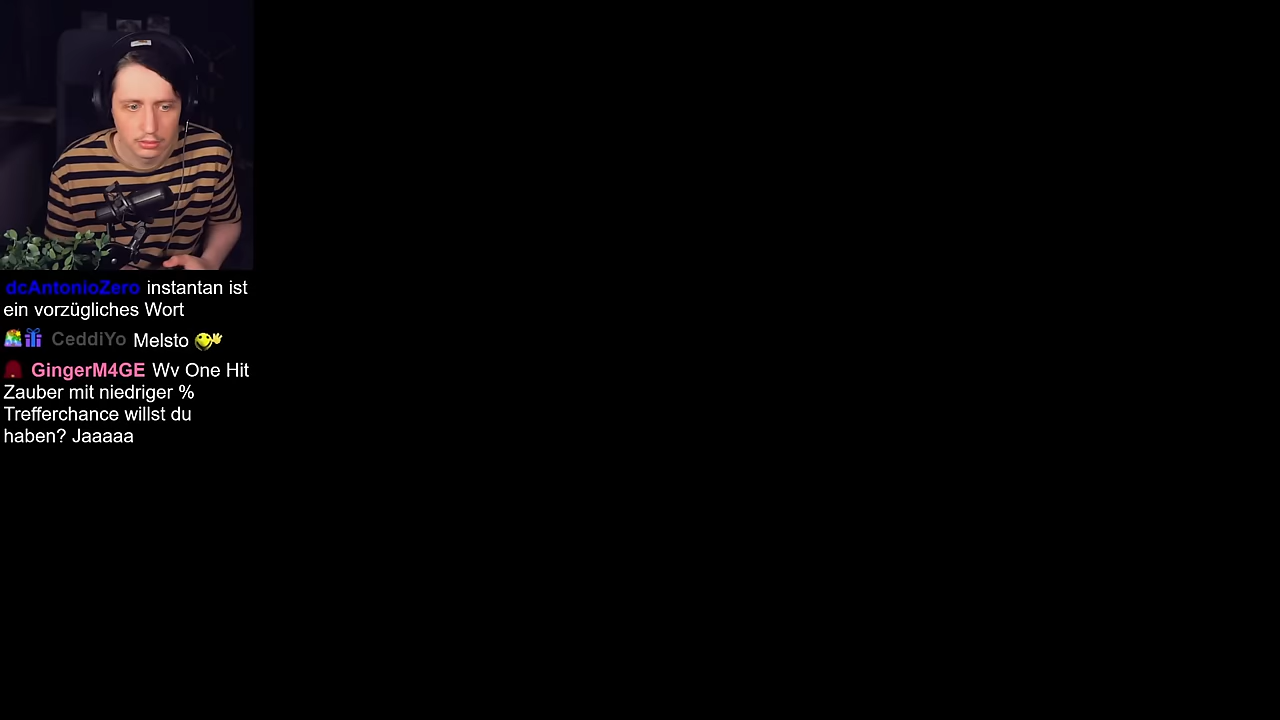 dcAntonioZero instantan ist
ein vorzügliches Wort
CeddiYo Melsto
GingerM4GE Wv One Hit
Zauber mit niedriger %
Trefferchance willst du
haben? Jaaaaa